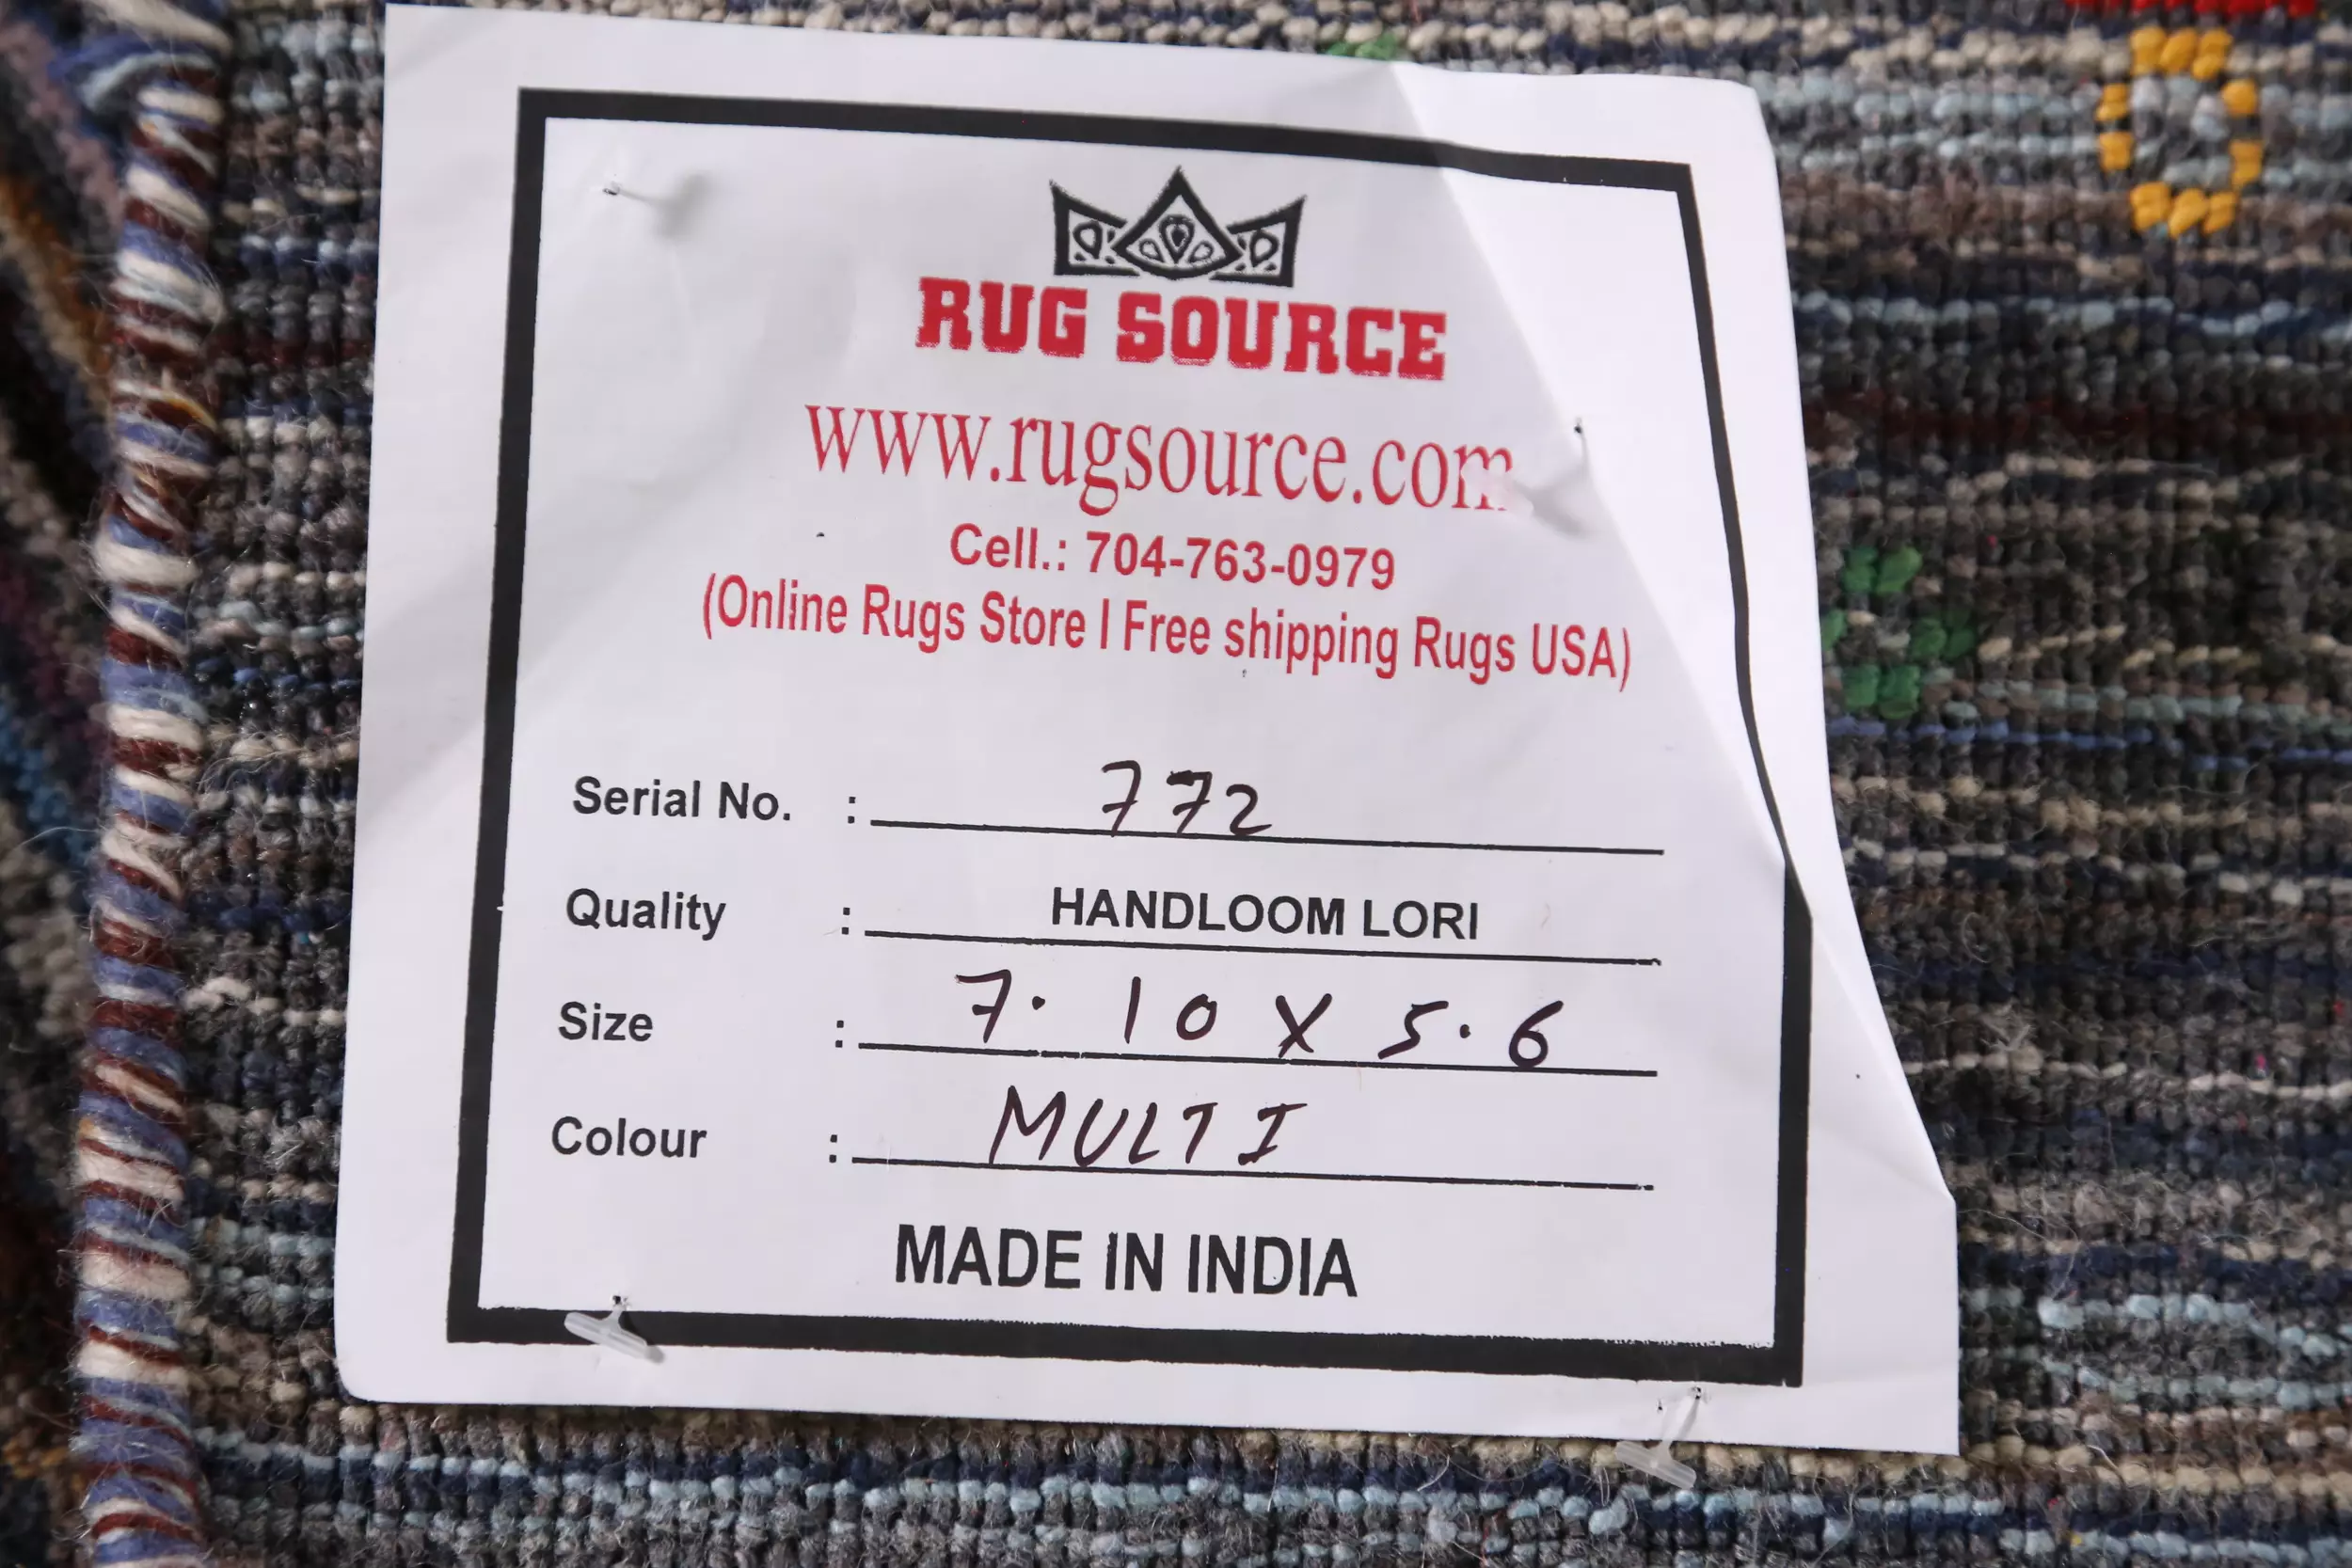 RUG SOURCE
www.rugsource.com
Cell.: 704-763-0979
(Online Rugs Store I Free shipping Rugs USA)
Serial No. : 772
Quality : HANDLOOM LORI
Size : 7.10 X 5.6
Colour : MULTI
MADE IN INDIA